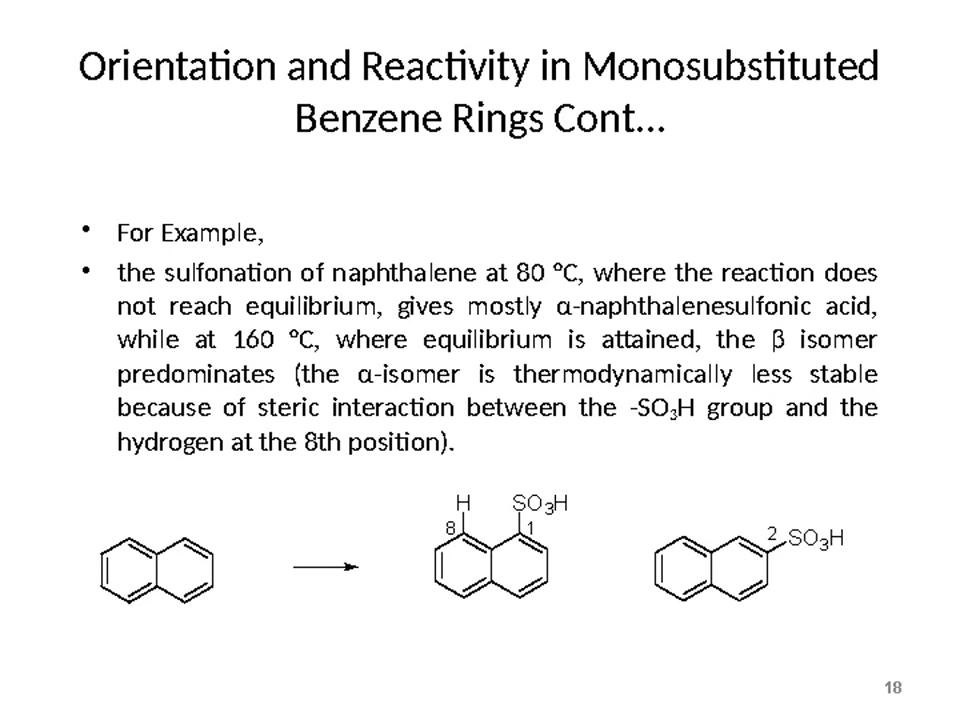 Orientation and Reactivity in Monosubstituted
Benzene Rings Cont...
• For Example,
• the sulfonation of naphthalene at 80 °C, where the reaction does
not reach equilibrium, gives mostly α-naphthalenesulfonic acid,
while at 160 °C, where equilibrium is attained, the β isomer
predominates (the α-isomer is thermodynamically less stable
because of steric interaction between the -SO₃H group and the
hydrogen at the 8th position).
H SO₃H
8 1
2 SO₃H
18